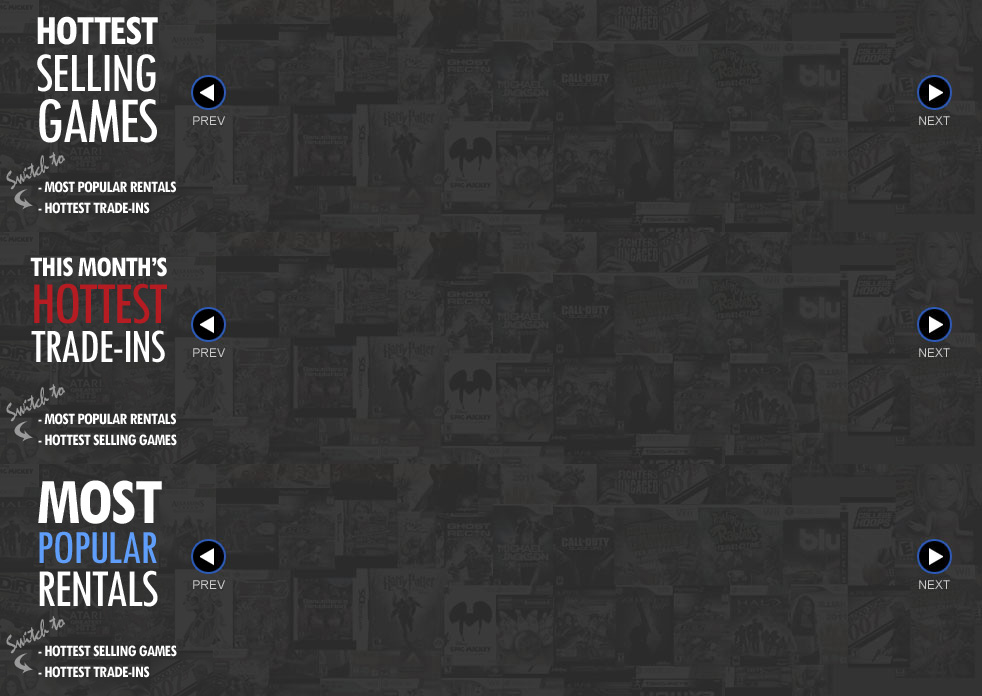 HOTTEST
SELLING
GAMES
PREV
NEXT
Switch to
- MOST POPULAR RENTALS
- HOTTEST TRADE-INS
THIS MONTH'S
HOTTEST
TRADE-INS
PREV
NEXT
Switch to
- MOST POPULAR RENTALS
- HOTTEST SELLING GAMES
MOST
POPULAR
RENTALS
PREV
NEXT
Switch to
- HOTTEST SELLING GAMES
- HOTTEST TRADE-INS